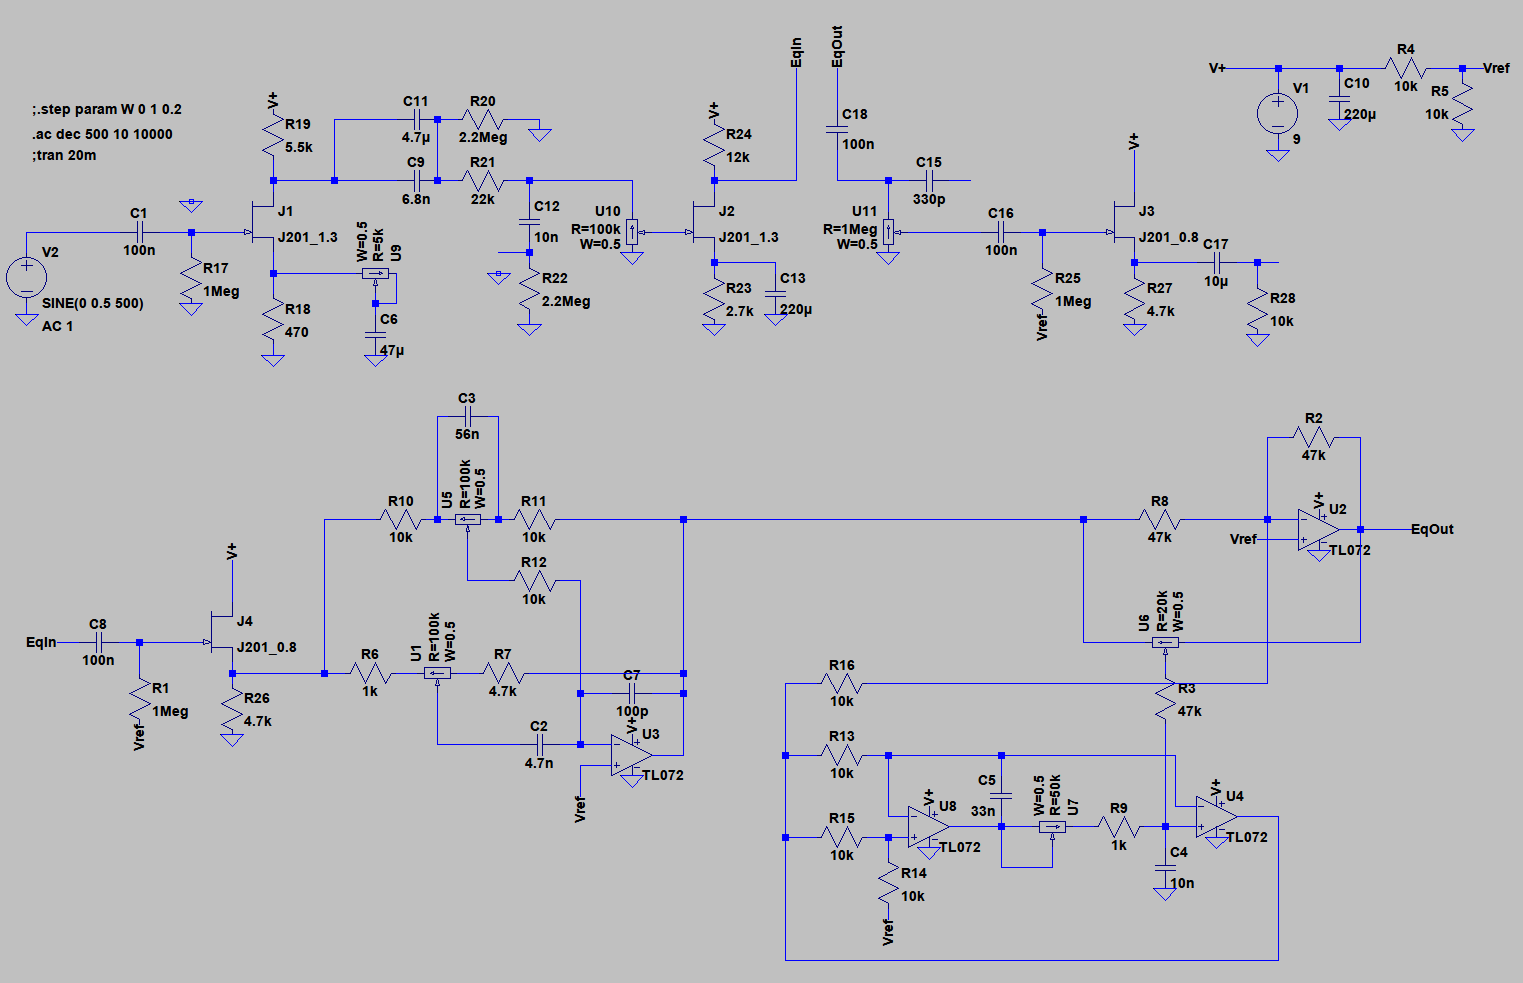 ;.step param W 0 1 0.2
.ac dec 500 10 10000
;tran 20m
V+
R19
5.5k
C11
4.7µ
R20
2.2Meg
C9
6.8n
R21
22k
C1
100n
V2
SINE(0 0.5 500)
AC 1
R17
1Meg
J1
J201_1.3
R18
470
W=0.5
R=5k
U9
C6
47µ
C12
10n
R22
2.2Meg
U10
R=100k
W=0.5
V+
R24
12k
EqIn
J2
J201_1.3
R23
2.7k
C13
220µ
EqOut
C18
100n
C15
330p
U11
R=1Meg
W=0.5
C16
100n
R25
1Meg
Vref
V+
J3
J201_0.8
C17
10µ
R27
4.7k
R28
10k
V+
V1
9
C10
220µ
R4
10k
R5
10k
Vref
C3
56n
U5
R=100k
W=0.5
R10
10k
R11
10k
R12
10k
EqIn
C8
100n
R1
1Meg
Vref
V+
J4
J201_0.8
R26
4.7k
R6
1k
U1
R=100k
W=0.5
R7
4.7k
C7
100p
C2
4.7n
V+
U3
TL072
Vref
R2
47k
R8
47k
V+
U2
TL072
Vref
EqOut
U6
R=20k
W=0.5
R3
47k
R16
10k
R13
10k
R15
10k
R14
10k
Vref
V+
U8
TL072
C5
33n
W=0.5
R=50k
U7
R9
1k
C4
10n
V+
U4
TL072